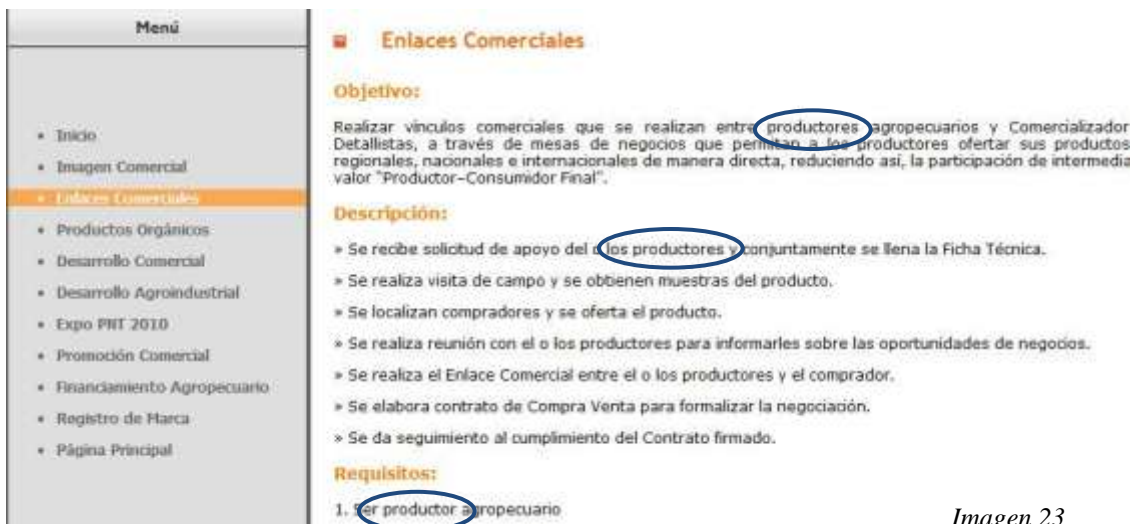 Menú
• Inicio
• Imagen Comercial
• Enlaces Comerciales
• Productos Orgánicos
• Desarrollo Comercial
• Desarrollo Agroindustrial
• Expo PNT 2010
• Promoción Comercial
• Financiamiento Agropecuario
• Registro de Marca
• Página Principal
Enlaces Comerciales
Objetivo:
Realizar vínculos comerciales que se realizan entre productores agropecuarios y Comercializador
Detallistas, a través de mesas de negocios que permitan a los productores ofertar sus productos
regionales, nacionales e internacionales de manera directa, reduciendo así, la participación de intermedia
valor "Productor-Consumidor Final".
Descripción:
» Se recibe solicitud de apoyo del o los productores y conjuntamente se llena la Ficha Técnica.
» Se realiza visita de campo y se obtienen muestras del producto.
» Se localizan compradores y se oferta el producto.
» Se realiza reunión con el o los productores para informarles sobre las oportunidades de negocios.
» Se realiza el Enlace Comercial entre el o los productores y el comprador.
» Se elabora contrato de Compra Venta para formalizar la negociación.
» Se da seguimiento al cumplimiento del Contrato firmado.
Requisitos:
1. Ser productor agropecuario
Imagen 23